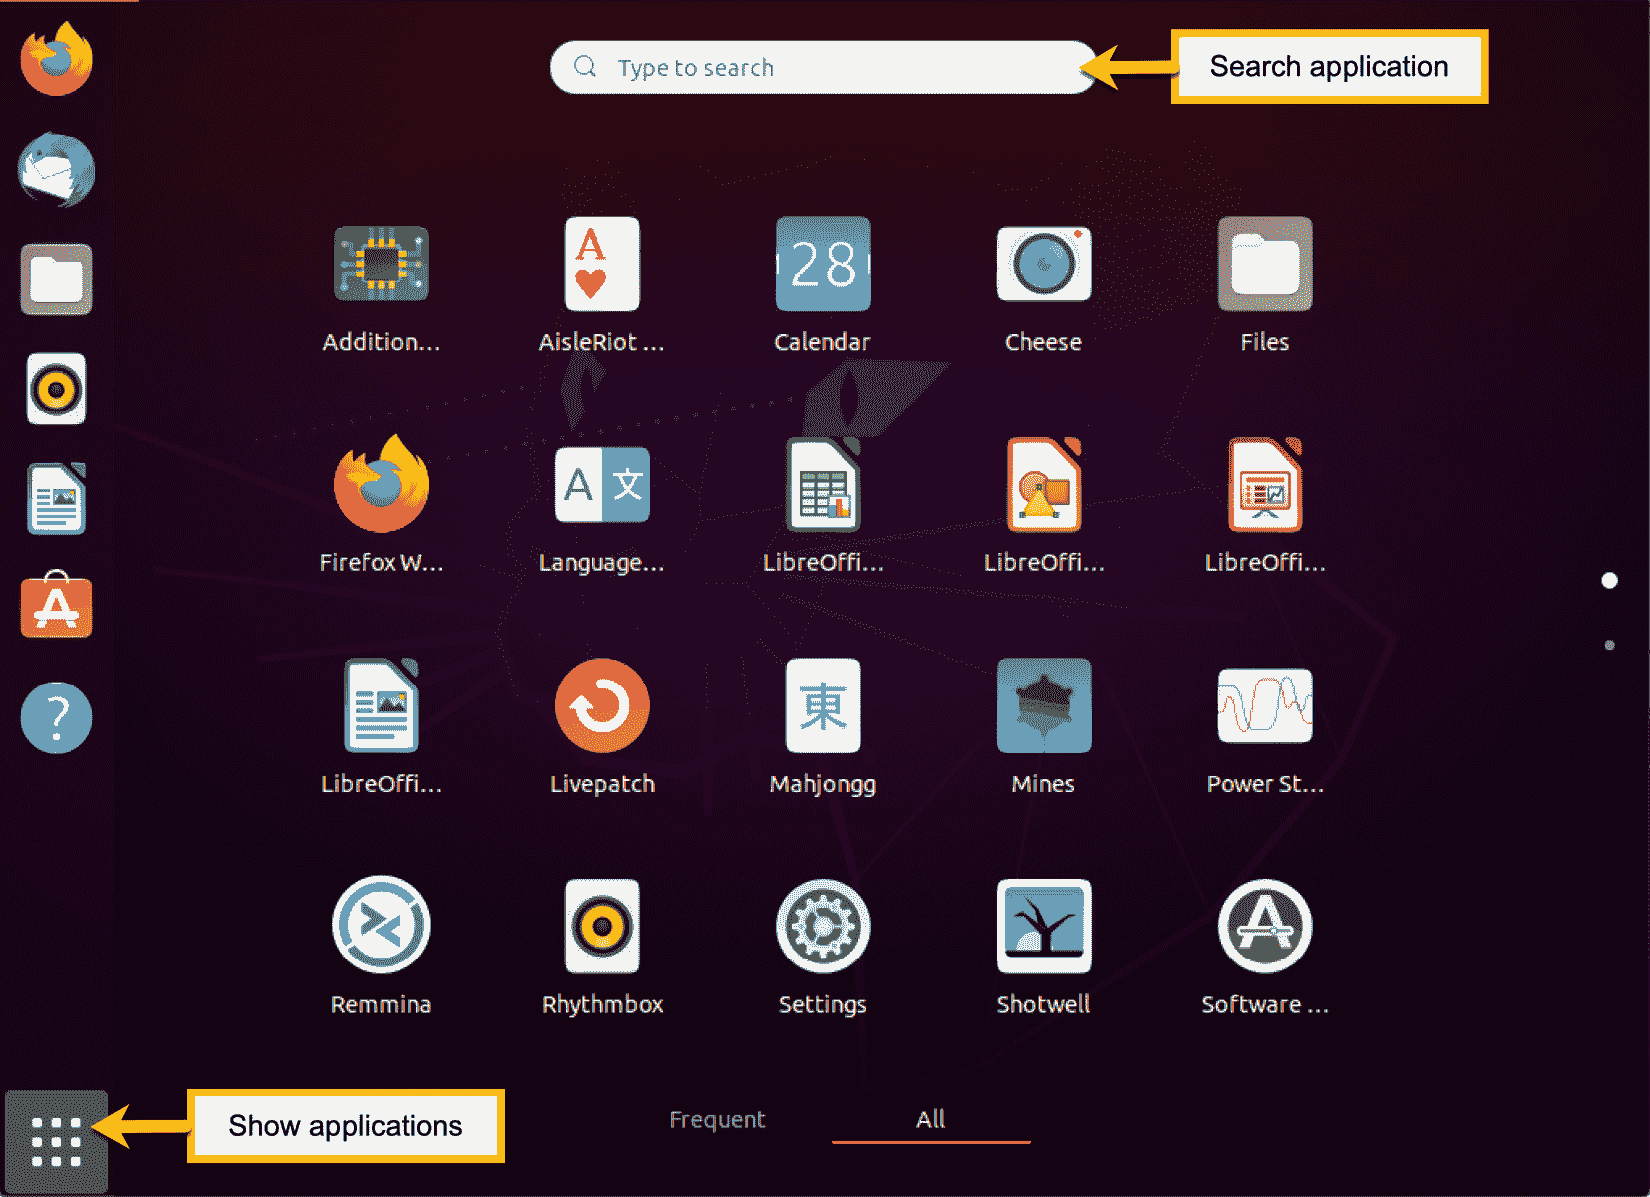 Type to search
Search application
A
28
Addition...
AisleRiot ...
Calendar
Cheese
Files
A 文
Firefox W...
Language...
LibreOffi...
LibreOffi...
LibreOffi...
?
東
LibreOffi...
Livepatch
Mahjongg
Mines
Power St...
Remmina
Rhythmbox
Settings
Shotwell
Software ...
Show applications
Frequent
All